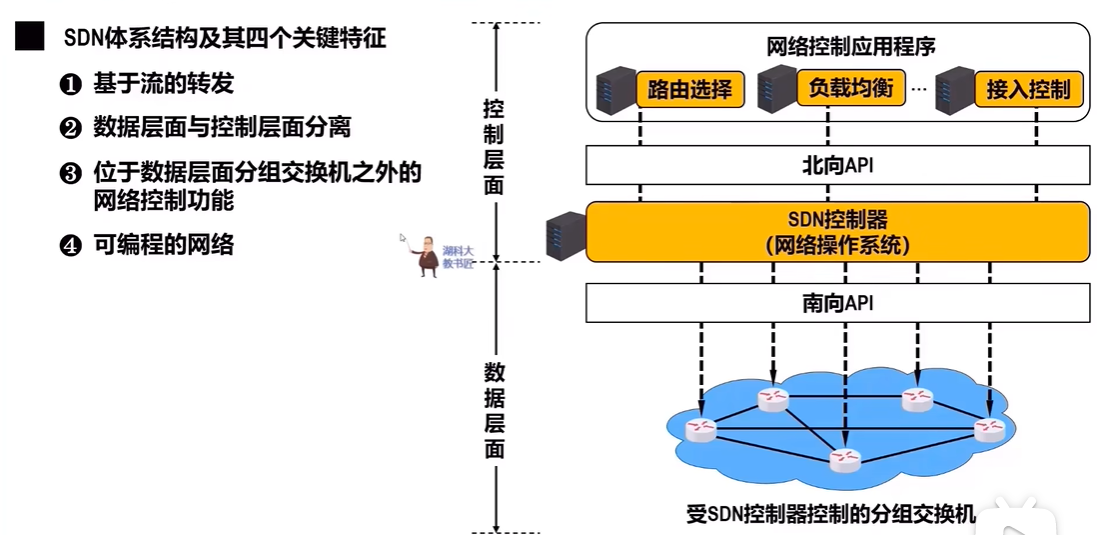 SDN体系结构及其四个关键特征
❶ 基于流的转发
❷ 数据层面与控制层面分离
❸ 位于数据层面分组交换机之外的
网络控制功能
❹ 可编程的网络
湖科大
教书匠
控制层面
数据层面
网络控制应用程序
路由选择
负载均衡
…
接入控制
北向API
SDN控制器
（网络操作系统）
南向API
受SDN控制器控制的分组交换机